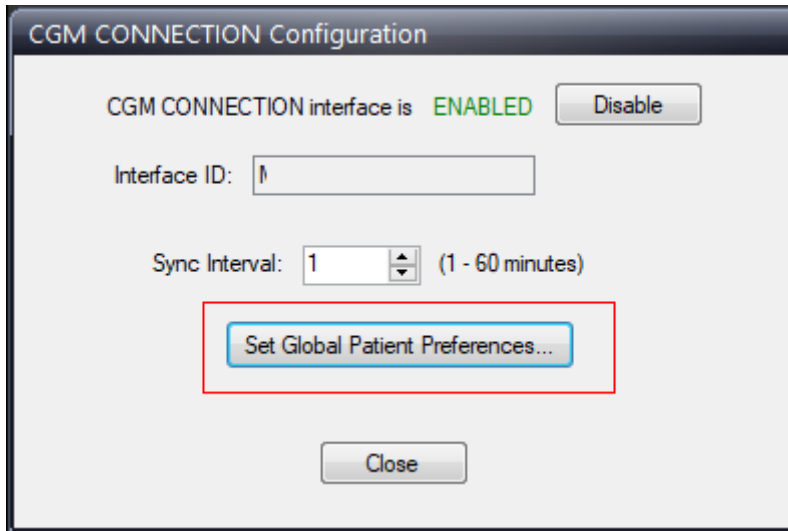 CGM CONNECTION Configuration
CGM CONNECTION interface is ENABLED Disable
Interface ID:
Sync Interval: 1 (1 - 60 minutes)
Set Global Patient Preferences...
Close